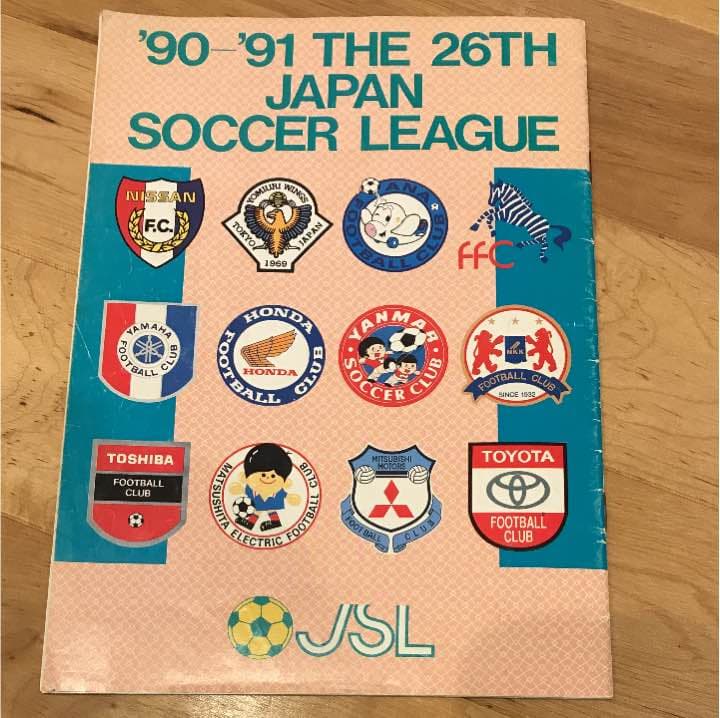 '90—'91 THE 26TH
JAPAN
SOCCER LEAGUE
NISSAN
F.C.
YOMIURI WINGS
TOKYO JAPAN
1969
ANA
FOOTBALL CLUB
FFC
YAMAHA
FOOTBALL CLUB
HONDA
HONDA
FOOTBALL CLUB
YANMAR
SOCCER CLUB
NKK
FOOTBALL CLUB
SINCE 1932
TOSHIBA
FOOTBALL
CLUB
MATSUSHITA ELECTRIC FOOTBALL CLUB
MITSUBISHI
MOTORS
FOOTBALL CLUB
TOYOTA
FOOTBALL
CLUB
JSL